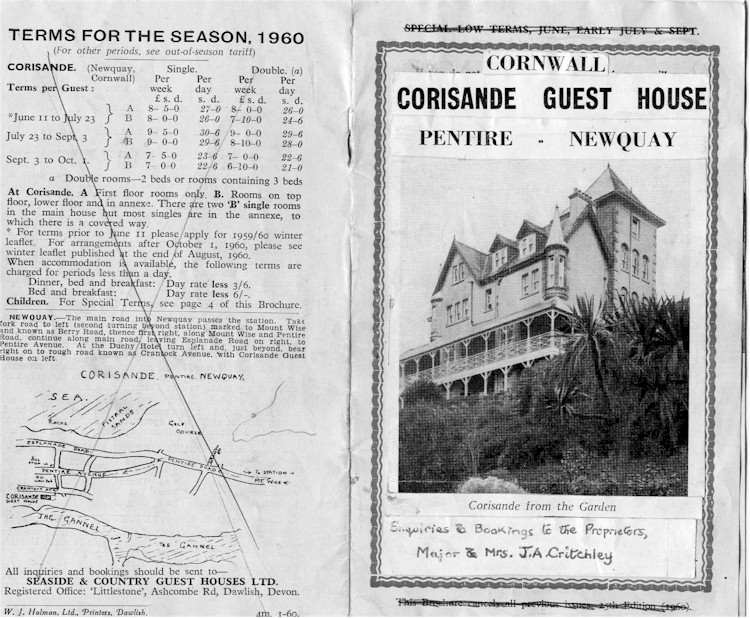 TERMS FOR THE SEASON, 1960
(For other periods, see out-of-season tariff)
CORISANDE. (Newquay, Cornwall) Single. Double. (a)
Terms per Guest : Per week Per day Per week Per day
£ s. d. s. d. £ s. d. s. d.
*June 11 to July 23 } A 8– 5–0 27–0 8– 0–0 26–0
B 8– 0–0 26–0 7–10–0 24–6
July 23 to Sept. 3 } A 9– 5–0 30–6 9– 0–0 29–6
B 9– 0–0 29–6 8–10–0 28–0
Sept. 3 to Oct. 1. } A 7– 5–0 23–6 7– 0–0 22–6
B 7– 0–0 22/6 6–10–0 21–0
a Double rooms—2 beds or rooms containing 3 beds
At Corisande. A First floor rooms only. B. Rooms on top
floor, lower floor and in annexe. There are two 'B' single rooms
in the main house but most singles are in the annexe, to
which there is a covered way.
* For terms prior to June 11 please apply for 1959/60 winter
leaflet. For arrangements after October 1, 1960, please see
winter leaflet published at the end of August, 1960.
When accommodation is available, the following terms are
charged for periods less than a day.
Dinner, bed and breakfast: Day rate less 3/6.
Bed and breakfast: Day rate less 6/-.
Children. For Special Terms, see page 4 of this Brochure.
NEWQUAY.—The main road into Newquay passes the station. Take
fork road to left (second turning beyond station) marked to Mount Wise
and known as Berry Road, thence first right, along Mount Wise and Pentire
Road, continue along main road, leaving Esplanade Road on right, to
Pentire Avenue. At the Duchy Hotel turn left and, just beyond, bear
right on to rough road known as Crantock Avenue, with Corisande Guest
House on left.
CORISANDE. PENTIRE. NEWQUAY.
SEA.
ROCKS
FISTRAL SANDS
GOLF COURSE
ESPLANADE ROAD
PENTIRE AVENUE
PENTIRE ROAD
TO STATION
MT WISE
CRANTOCK AVE
CORISANDE
GUEST HOUSE
THE GANNEL
THE GANNEL
All inquiries and bookings should be sent to—
SEASIDE & COUNTRY GUEST HOUSES LTD.
Registered Office: 'Littlestone', Ashcombe Rd, Dawlish, Devon.
W. J. Holman, Ltd., Printers, Dawlish. 4m. 1-60.
SPECIAL LOW TERMS, JUNE, EARLY JULY & SEPT.
CORNWALL
CORISANDE GUEST HOUSE
PENTIRE - NEWQUAY
Corisande from the Garden
Enquiries & Bookings to the Proprietors,
Major & Mrs. J.A. Critchley
This Brochure cancels all previous issues, 25th Edition (1960).